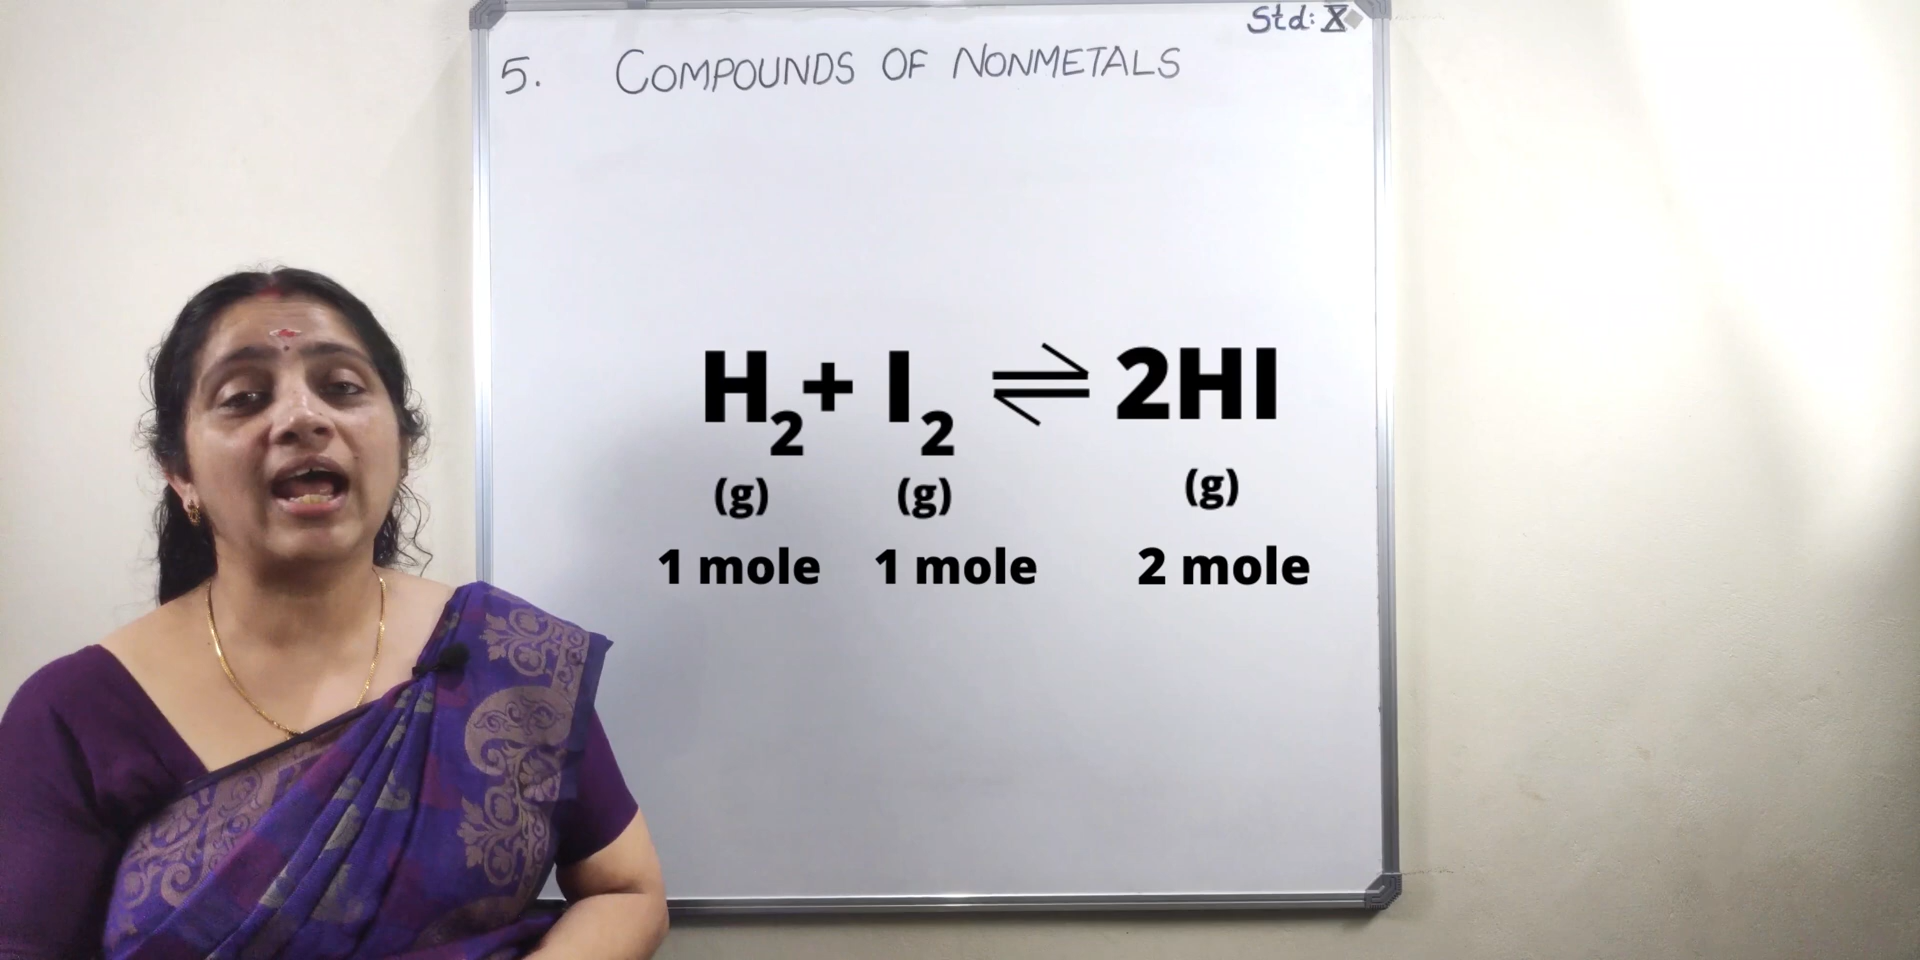 Std: X
5. COMPOUNDS OF NONMETALS
H₂ + I₂ ⇌ 2HI
(g) (g) (g)
1 mole 1 mole 2 mole